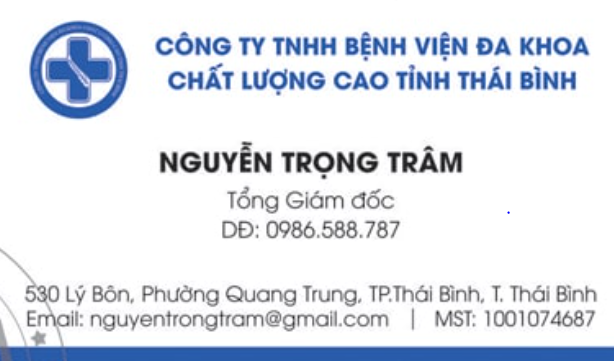 CÔNG TY TNHH BỆNH VIỆN ĐA KHOA
CHẤT LƯỢNG CAO TỈNH THÁI BÌNH
NGUYỄN TRỌNG TRÂM
Tổng Giám đốc
DĐ: 0986.588.787
530 Lý Bôn, Phường Quang Trung, TP.Thái Bình, T. Thái Bình
Email: nguyentrongtram@gmail.com | MST: 1001074687